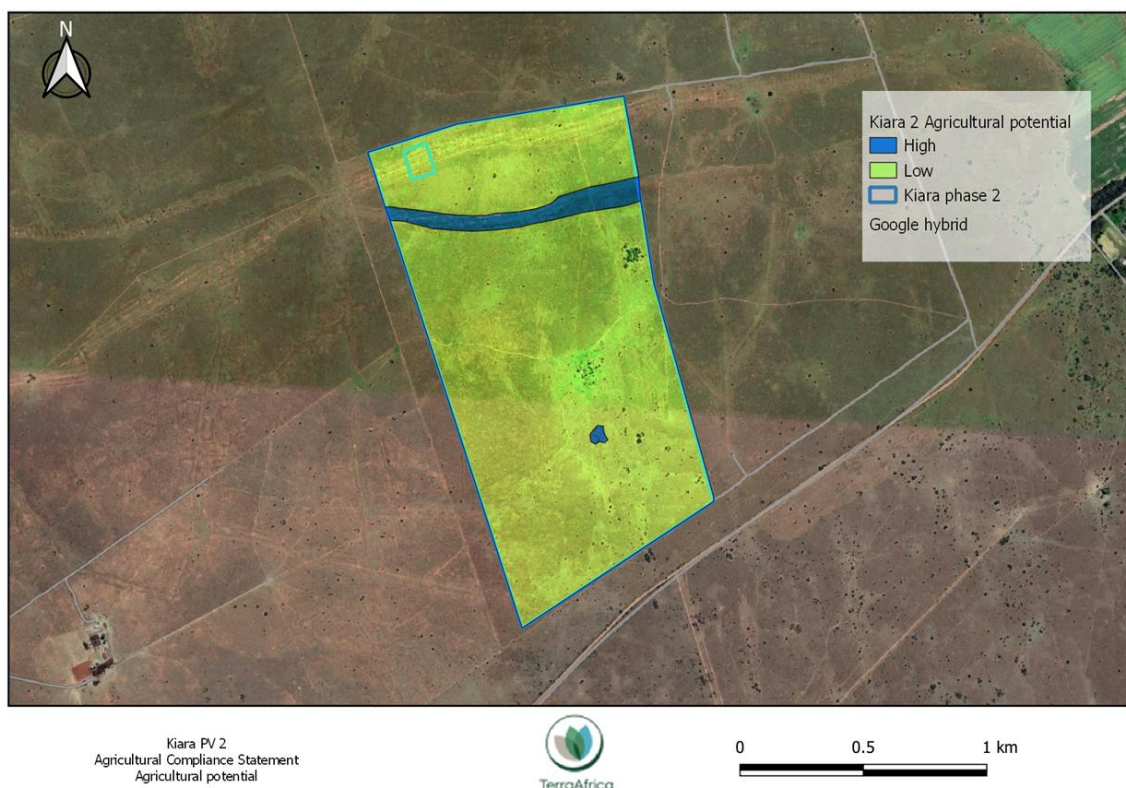 N
Kiara 2 Agricultural potential
High
Low
Kiara phase 2
Google hybrid
Kiara PV 2
Agricultural Compliance Statement
Agricultural potential
TerraAfrica
0 0.5 1 km